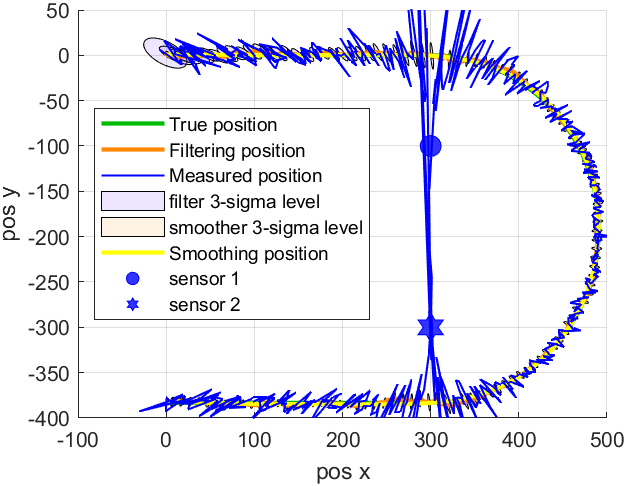 50
0
-50
-100
-150
-200
-250
-300
-350
-400
pos y
True position
Filtering position
Measured position
filter 3-sigma level
smoother 3-sigma level
Smoothing position
sensor 1
sensor 2
-100 0 100 200 300 400 500
pos x